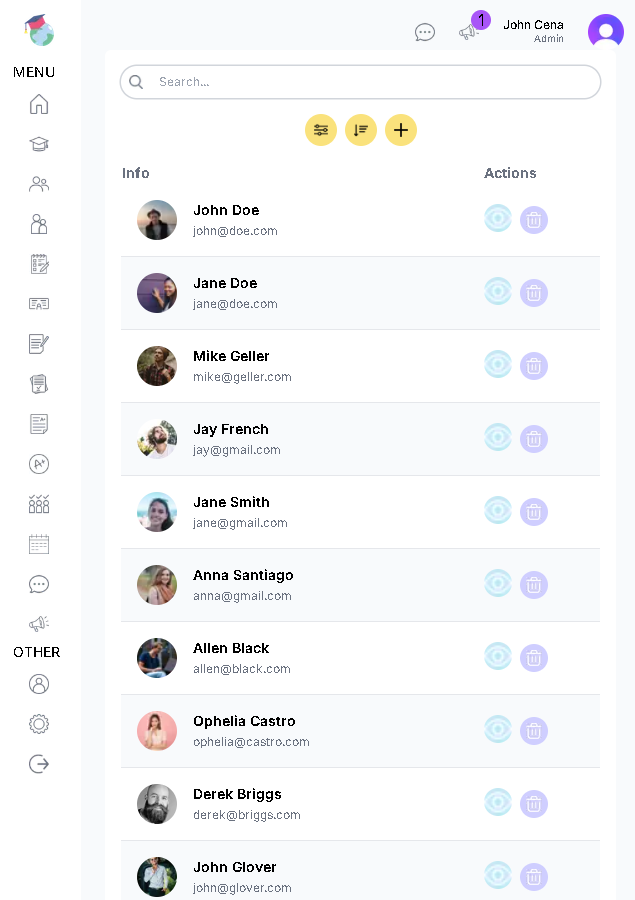 1
John Cena
Admin
MENU
Search...
Info
Actions
John Doe
john@doe.com
Jane Doe
jane@doe.com
Mike Geller
mike@geller.com
Jay French
jay@gmail.com
Jane Smith
jane@gmail.com
Anna Santiago
anna@gmail.com
Allen Black
allen@black.com
OTHER
Ophelia Castro
ophelia@castro.com
Derek Briggs
derek@briggs.com
John Glover
john@glover.com